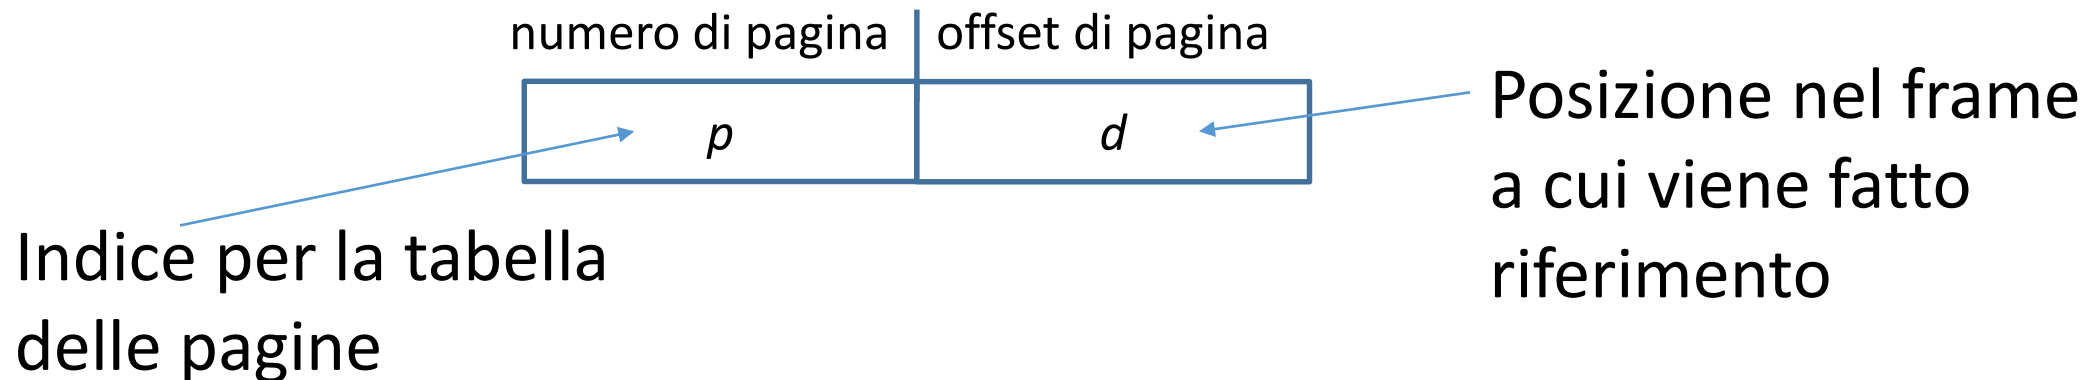 numero di pagina offset di pagina
p d
Posizione nel frame
a cui viene fatto
riferimento
Indice per la tabella
delle pagine